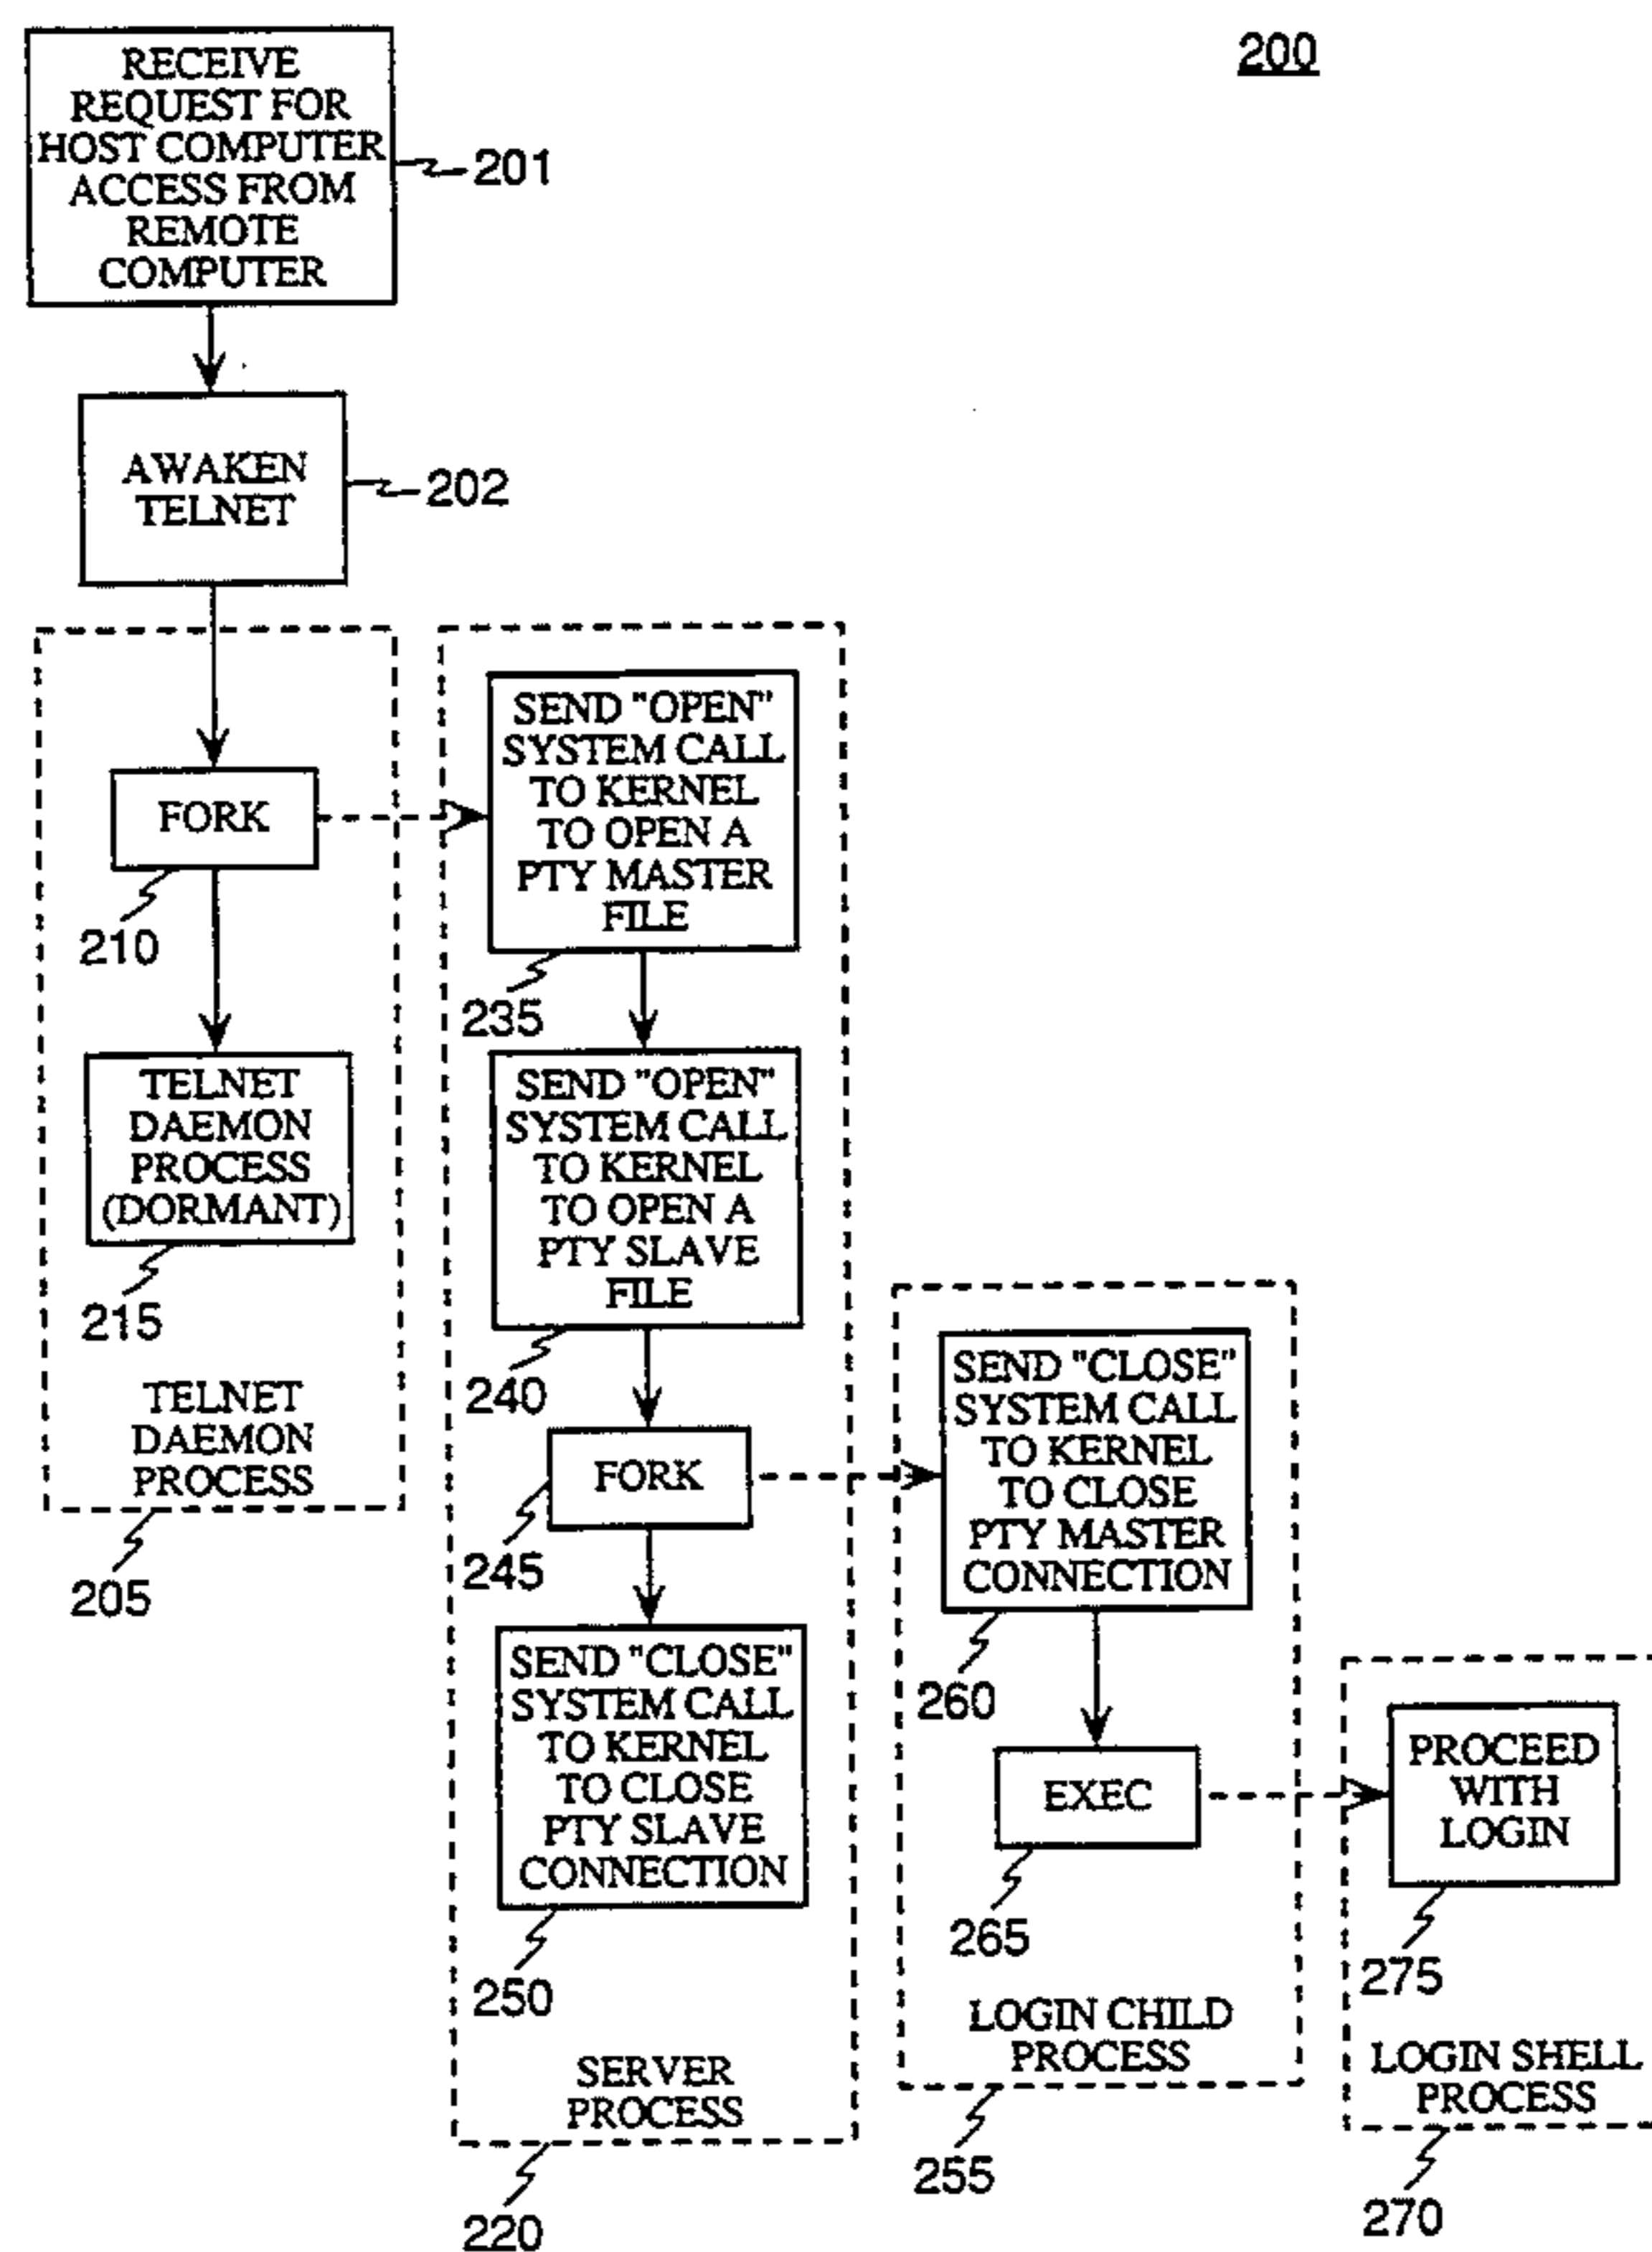 200
RECEIVE
REQUEST FOR
HOST COMPUTER
ACCESS FROM
REMOTE
COMPUTER
201
AWAKEN
TELNET
202
FORK
210
TELNET
DAEMON
PROCESS
(DORMANT)
215
TELNET
DAEMON
PROCESS
205
SEND "OPEN"
SYSTEM CALL
TO KERNEL
TO OPEN A
PTY MASTER
FILE
235
SEND "OPEN"
SYSTEM CALL
TO KERNEL
TO OPEN A
PTY SLAVE
FILE
240
FORK
245
SEND "CLOSE"
SYSTEM CALL
TO KERNEL
TO CLOSE
PTY SLAVE
CONNECTION
250
SERVER
PROCESS
220
SEND "CLOSE"
SYSTEM CALL
TO KERNEL
TO CLOSE
PTY MASTER
CONNECTION
260
EXEC
265
LOGIN CHILD
PROCESS
255
PROCEED
WITH
LOGIN
275
LOGIN SHELL
PROCESS
270